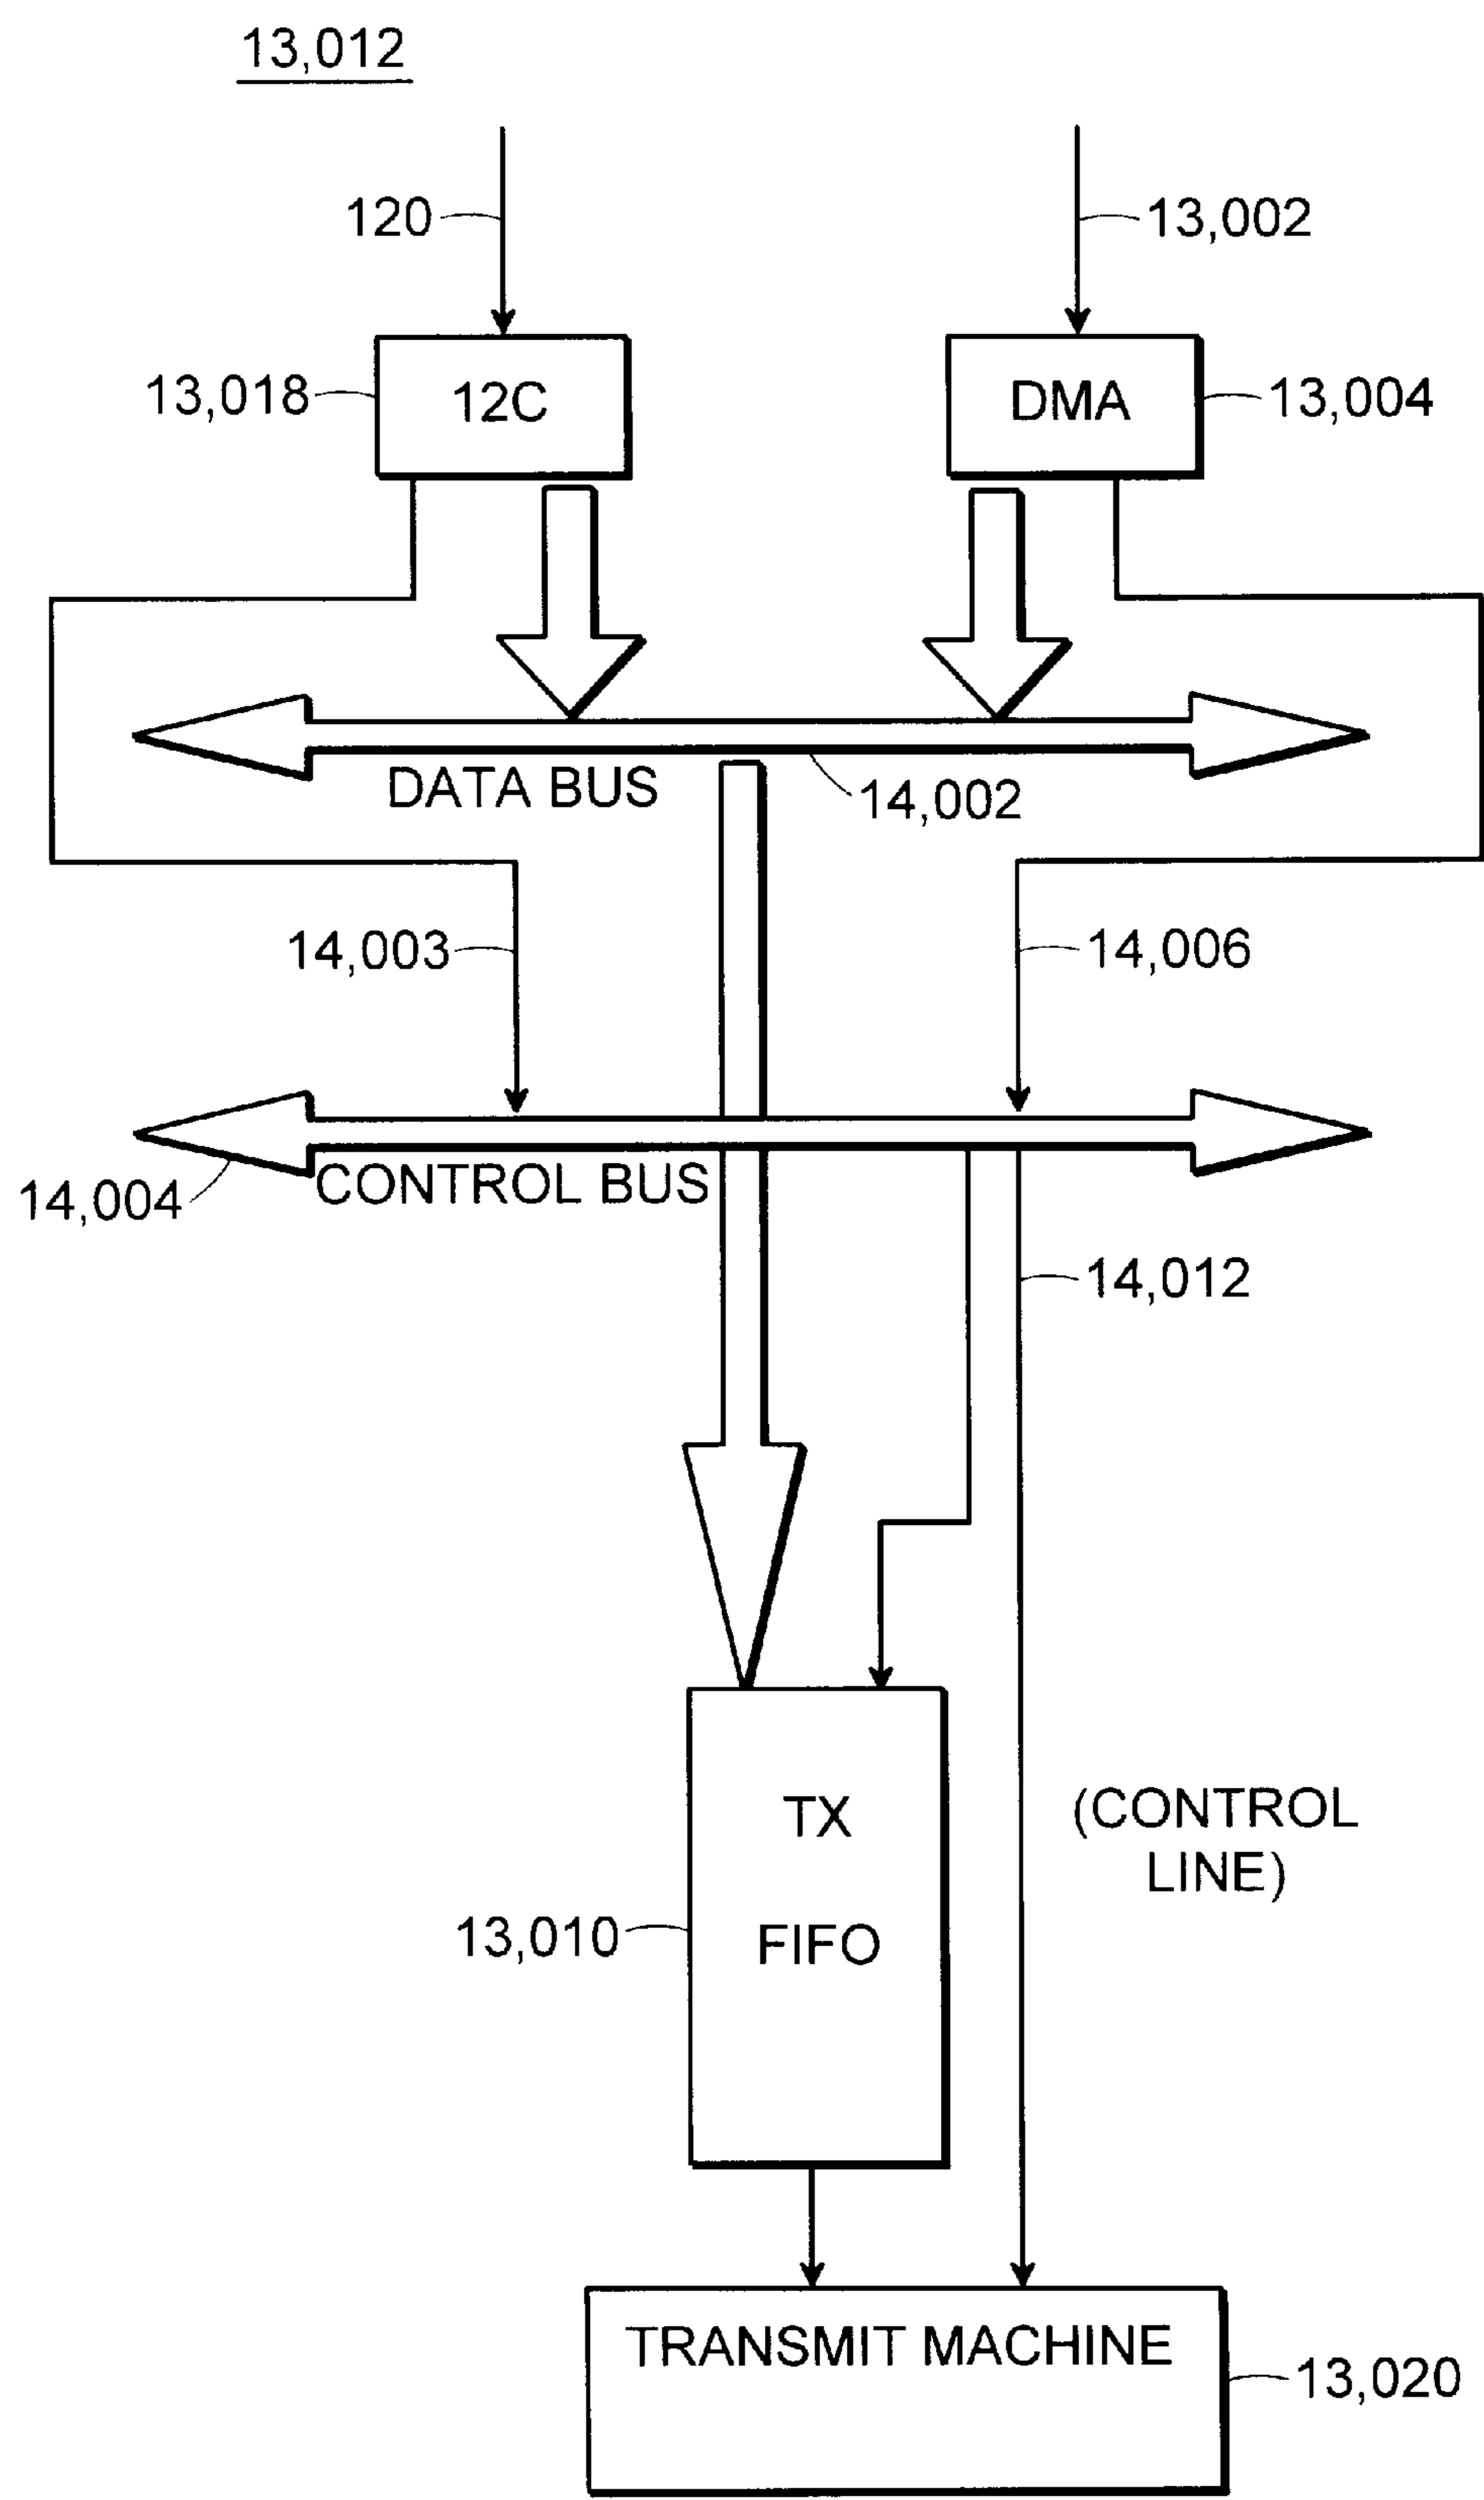 13,012
120
13,002
13,018
12C
DMA
13,004
DATA BUS
14,002
14,003
14,006
14,004
CONTROL BUS
14,012
TX
FIFO
(CONTROL
LINE)
13,010
TRANSMIT MACHINE
13,020